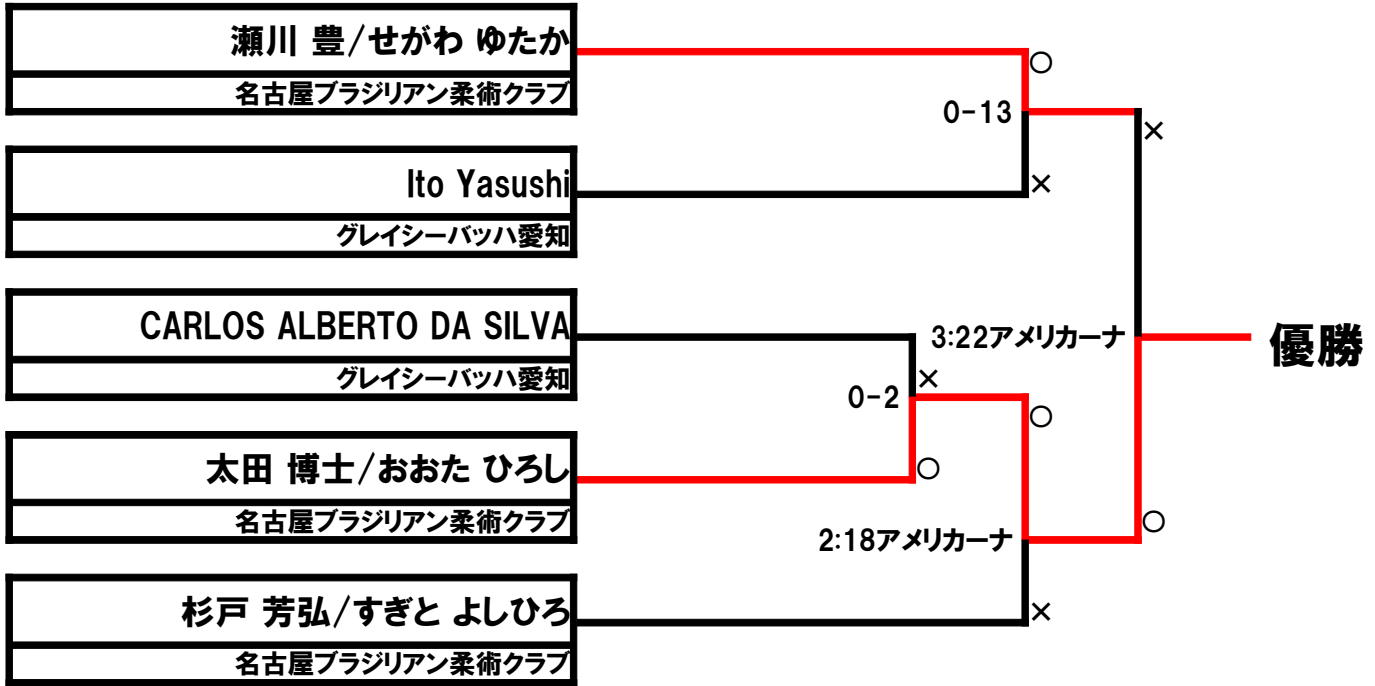 瀬川 豊/せがわ ゆたか
名古屋ブラジリアン柔術クラブ
○
0-13
×
Ito Yasushi
×
グレイシーバッハ愛知
CARLOS ALBERTO DA SILVA
3:22アメリカーナ
優勝
グレイシーバッハ愛知
×
0-2
○
太田 博士/おおた ひろし
○
名古屋ブラジリアン柔術クラブ
○
2:18アメリカーナ
杉戸 芳弘/すぎと よしひろ
×
名古屋ブラジリアン柔術クラブ